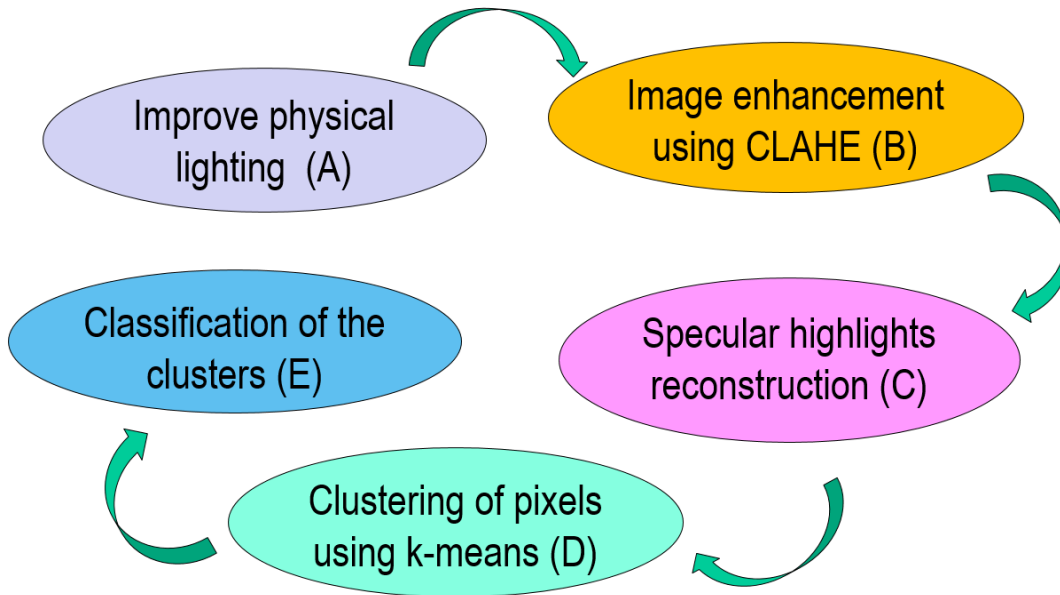 Improve physical
lighting (A)
Image enhancement
using CLAHE (B)
Specular highlights
reconstruction (C)
Clustering of pixels
using k-means (D)
Classification of the
clusters (E)